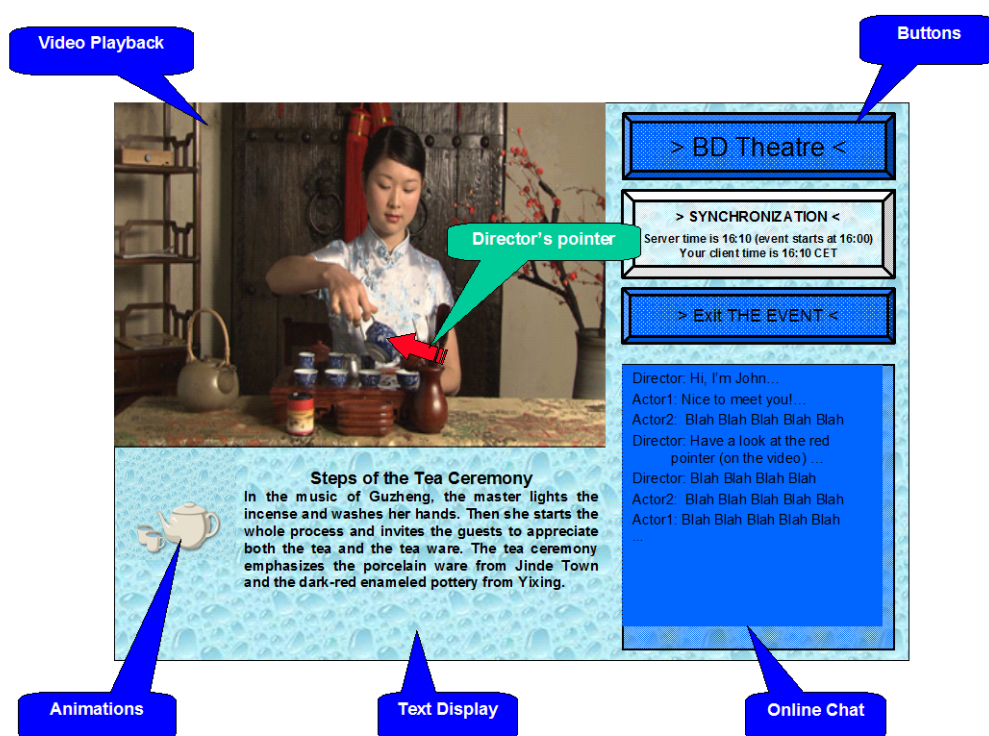 Video Playback
Buttons
> BD Theatre <
> SYNCHRONIZATION <
Server time is 16:10 (event starts at 16:00)
Your client time is 16:10 CET
Director's pointer
> Exit THE EVENT <
Director: Hi, I'm John…
Actor1: Nice to meet you!…
Actor2: Blah Blah Blah Blah Blah
Director: Have a look at the red
pointer (on the video) …
Director: Blah Blah Blah Blah
Actor2: Blah Blah Blah Blah Blah
Actor1: Blah Blah Blah Blah Blah
...
Steps of the Tea Ceremony
In the music of Guzheng, the master lights the
incense and washes her hands. Then she starts the
whole process and invites the guests to appreciate
both the tea and the tea ware. The tea ceremony
emphasizes the porcelain ware from Jinde Town
and the dark-red enameled pottery from Yixing.
Animations
Text Display
Online Chat